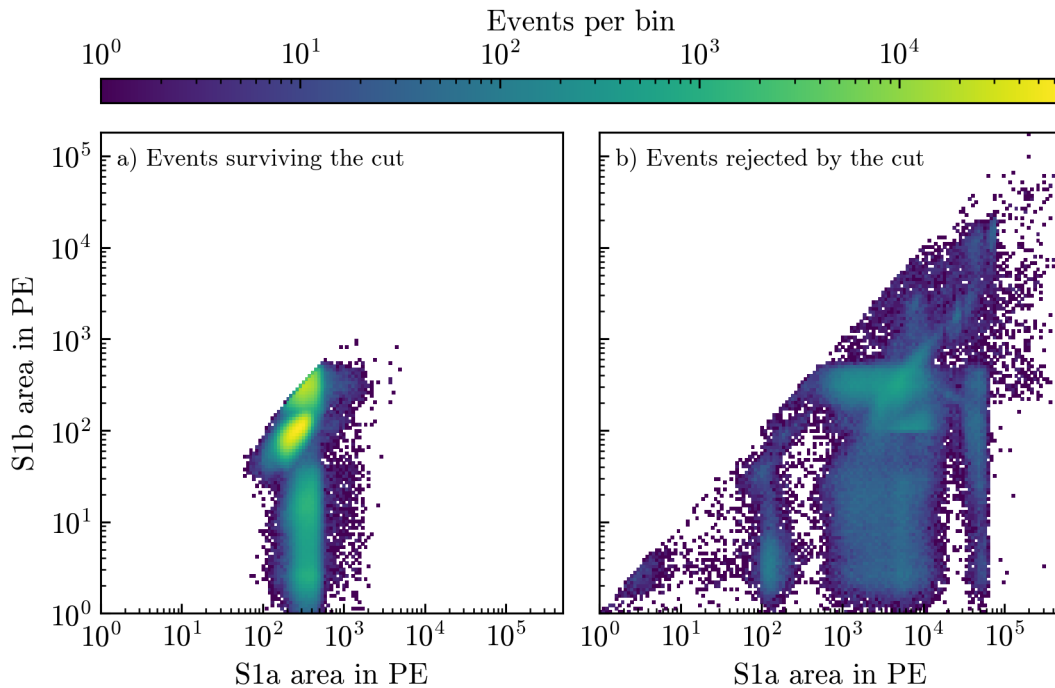 Events per bin
10^0 10^1 10^2 10^3 10^4
a) Events surviving the cut
b) Events rejected by the cut
S1b area in PE
10^5
10^4
10^3
10^2
10^1
10^0
10^0 10^1 10^2 10^3 10^4 10^5
10^0 10^1 10^2 10^3 10^4 10^5
S1a area in PE
S1a area in PE